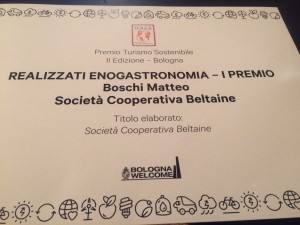 Premio Turismo Sostenibile
II Edizione – Bologna
REALIZZATI ENOGASTRONOMIA – I PREMIO
Boschi Matteo
Società Cooperativa Beltaine
Titolo elaborato:
Società Cooperativa Beltaine
BOLOGNA
WELCOME